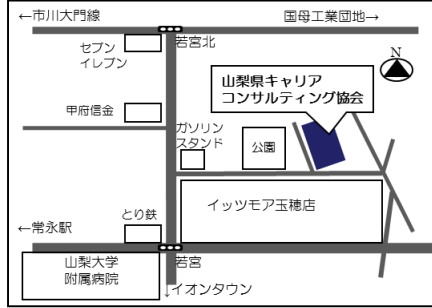 ←市川大門線
国母工業団地→
セブン
イレブン
若宮北
N
山梨県キャリア
コンサルティング協会
甲府信金
ガソリン
スタンド
公園
イッツモア玉穂店
とり鉄
←常永駅
山梨大学
附属病院
若宮
↓イオンタウン